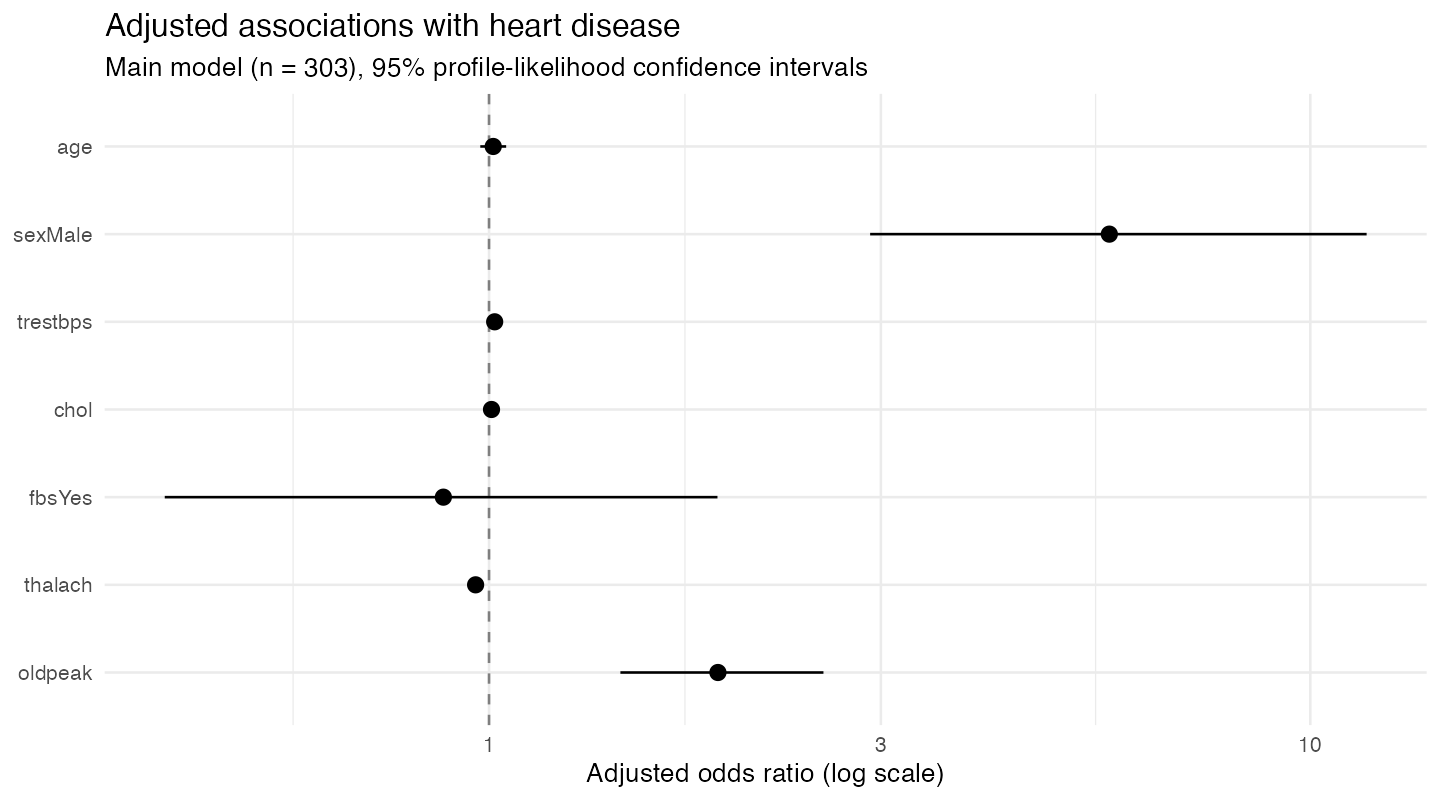 Adjusted associations with heart disease
Main model (n = 303), 95% profile-likelihood confidence intervals
age
sexMale
trestbps
chol
fbsYes
thalach
oldpeak
1 3 10
Adjusted odds ratio (log scale)